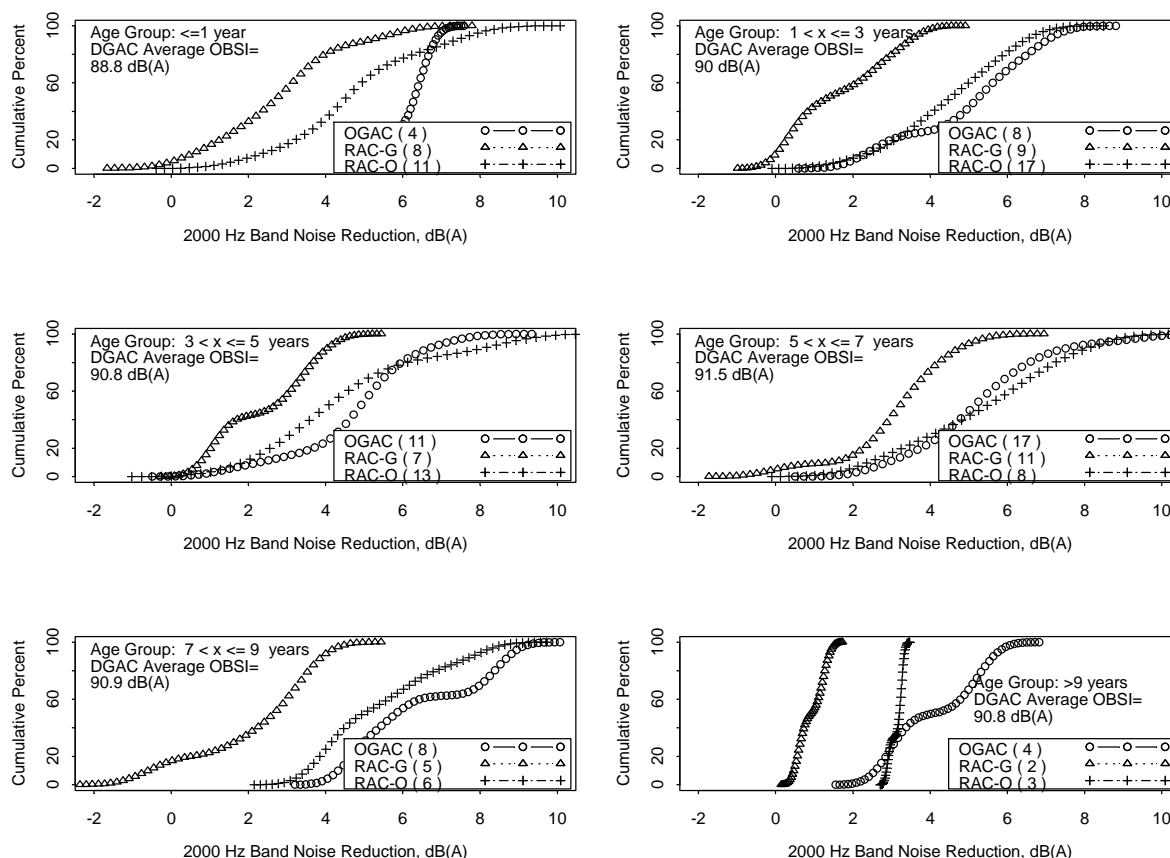 Cumulative Percent
0 20 60 100
Age Group: <=1 year
DGAC Average OBSI=
88.8 dB(A)
OGAC ( 4 )
RAC-G ( 8 )
RAC-O ( 11 )
-2 0 2 4 6 8 10
2000 Hz Band Noise Reduction, dB(A)
Cumulative Percent
0 20 60 100
Age Group: 1 < x <= 3 years
DGAC Average OBSI=
90 dB(A)
OGAC ( 8 )
RAC-G ( 9 )
RAC-O ( 17 )
-2 0 2 4 6 8 10
2000 Hz Band Noise Reduction, dB(A)
Cumulative Percent
0 20 60 100
Age Group: 3 < x <= 5 years
DGAC Average OBSI=
90.8 dB(A)
OGAC ( 11 )
RAC-G ( 7 )
RAC-O ( 13 )
-2 0 2 4 6 8 10
2000 Hz Band Noise Reduction, dB(A)
Cumulative Percent
0 20 60 100
Age Group: 5 < x <= 7 years
DGAC Average OBSI=
91.5 dB(A)
OGAC ( 17 )
RAC-G ( 11 )
RAC-O ( 8 )
-2 0 2 4 6 8 10
2000 Hz Band Noise Reduction, dB(A)
Cumulative Percent
0 20 60 100
Age Group: 7 < x <= 9 years
DGAC Average OBSI=
90.9 dB(A)
OGAC ( 8 )
RAC-G ( 5 )
RAC-O ( 6 )
-2 0 2 4 6 8 10
2000 Hz Band Noise Reduction, dB(A)
Cumulative Percent
0 20 60 100
Age Group: >9 years
DGAC Average OBSI=
90.8 dB(A)
OGAC ( 4 )
RAC-G ( 2 )
RAC-O ( 3 )
-2 0 2 4 6 8 10
2000 Hz Band Noise Reduction, dB(A)